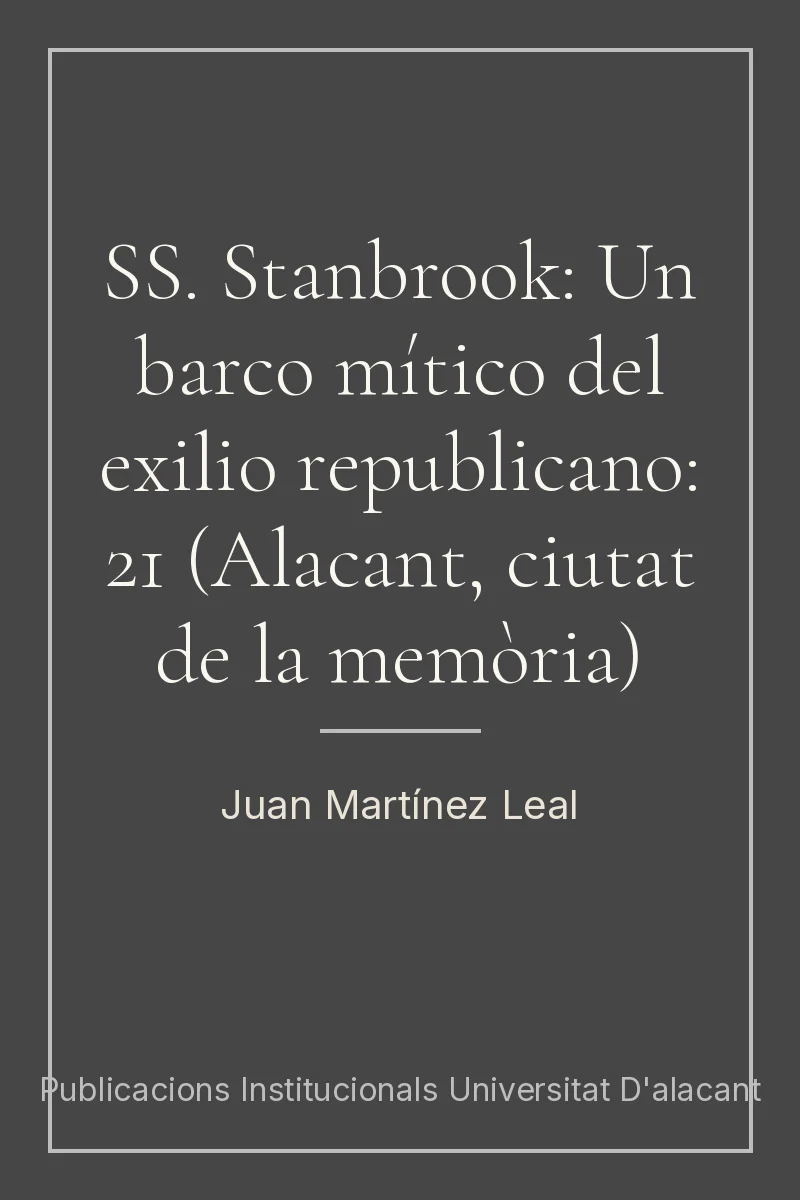 SS. Stanbrook: Un
barco mítico del
exilio republicano:
21 (Alacant, ciutat
de la memòria)
Juan Martínez Leal
Publicacions Institucionals Universitat D'alacant